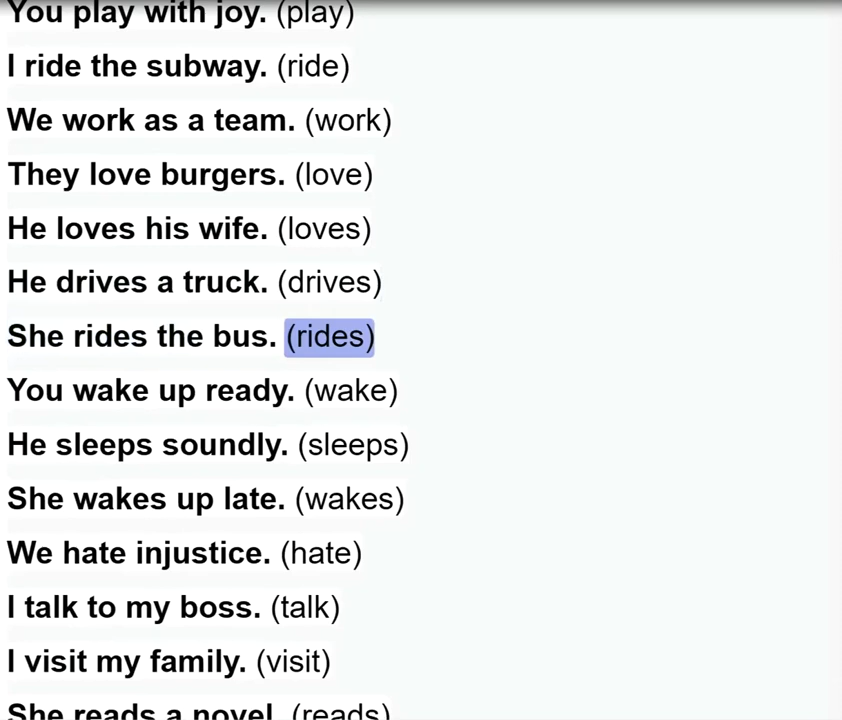 You play with joy. (play)
I ride the subway. (ride)
We work as a team. (work)
They love burgers. (love)
He loves his wife. (loves)
He drives a truck. (drives)
She rides the bus. (rides)
You wake up ready. (wake)
He sleeps soundly. (sleeps)
She wakes up late. (wakes)
We hate injustice. (hate)
I talk to my boss. (talk)
I visit my family. (visit)
She reads a novel. (reads)